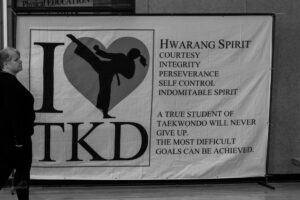 Physical EDUCATION
I
TKD
HWARANG SPIRIT
COURTESY
INTEGRITY
PERSEVERANCE
SELF CONTROL
INDOMITABLE SPIRIT
A TRUE STUDENT OF
TAEKWONDO WILL NEVER
GIVE UP.
THE MOST DIFFICULT
GOALS CAN BE ACHIEVED.